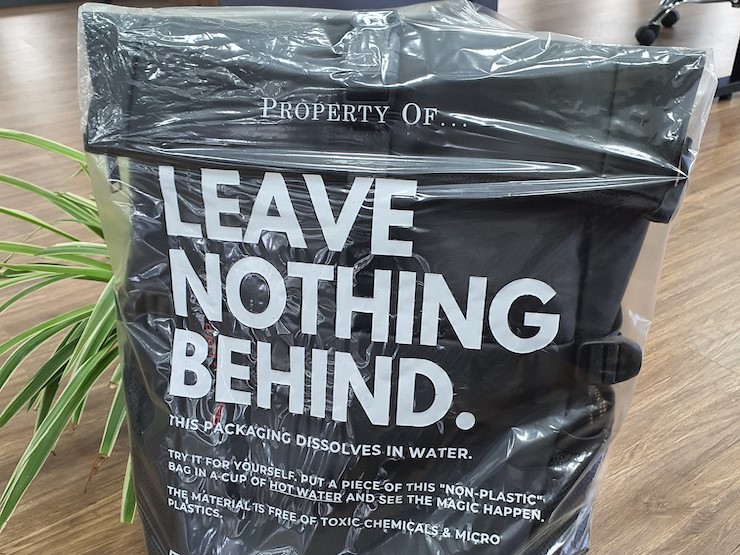 PROPERTY OF...
LEAVE
NOTHING
BEHIND.
THIS PACKAGING DISSOLVES IN WATER.
TRY IT FOR YOURSELF, PUT A PIECE OF THIS "NON-PLASTIC"
BAG IN A CUP OF HOT WATER AND SEE THE MAGIC HAPPEN.
THE MATERIAL IS FREE OF TOXIC CHEMICALS & MICRO
PLASTICS.